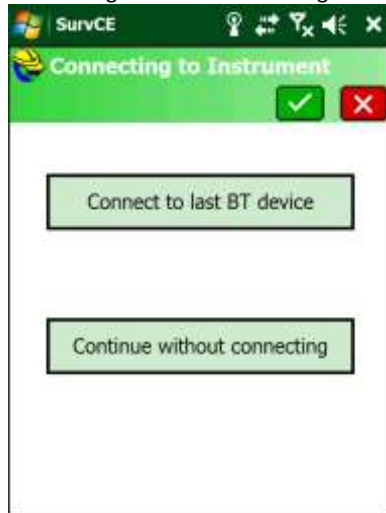 SurvCE
Connecting to Instrument
Connect to last BT device
Continue without connecting